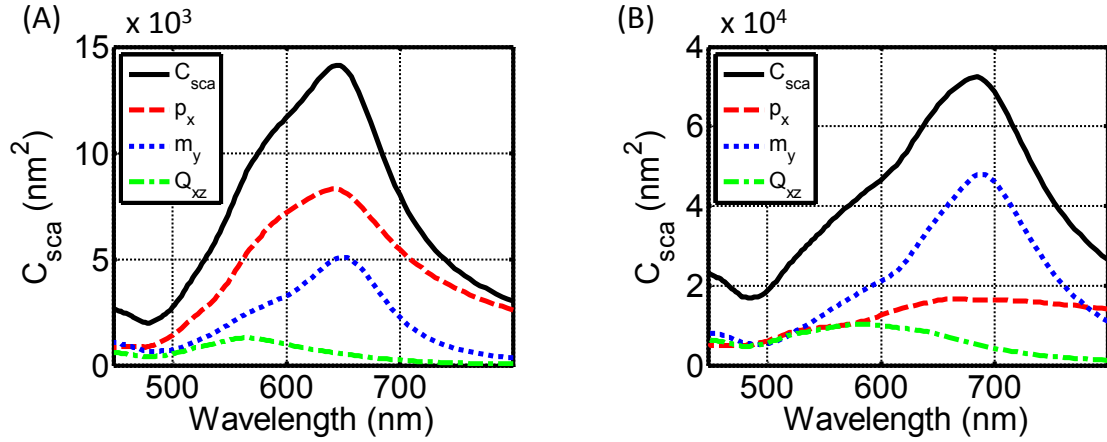 (A)
x 10³
15
10
5
0
C_sca (nm²)
C_sca
p_x
m_y
Q_xz
500 600 700
Wavelength (nm)
(B)
x 10⁴
4
6
4
2
0
C_sca (nm²)
C_sca
p_x
m_y
Q_xz
500 600 700
Wavelength (nm)